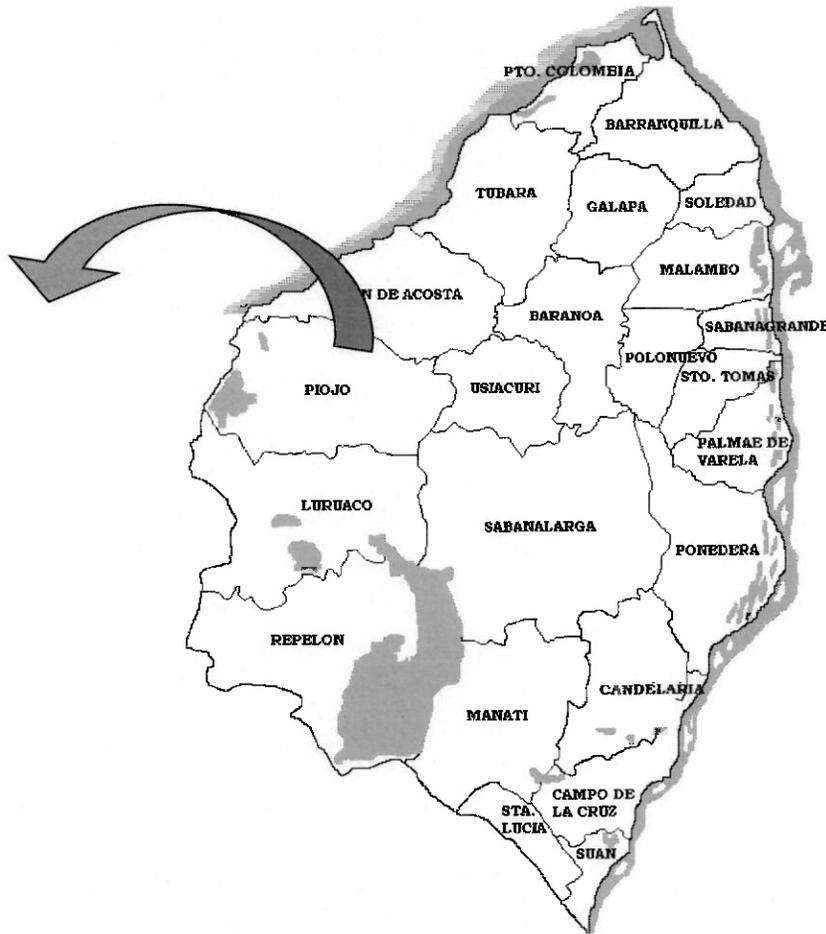 PTO. COLOMBIA
BARRANQUILLA
TUBARA
GALAPA
SOLEDAD
MALAMBO
N DE ACOSTA
BARANOA
SABANAGRANDE
POLONUEVO
STO. TOMAS
PIOJO
USIACURI
PALMAE DE
VARELA
LURUACO
SABANALARGA
PONEDERA
REPELON
CANDELARIA
MANATI
CAMPO DE
LA CRUZ
STA.
LUCIA
SUAN